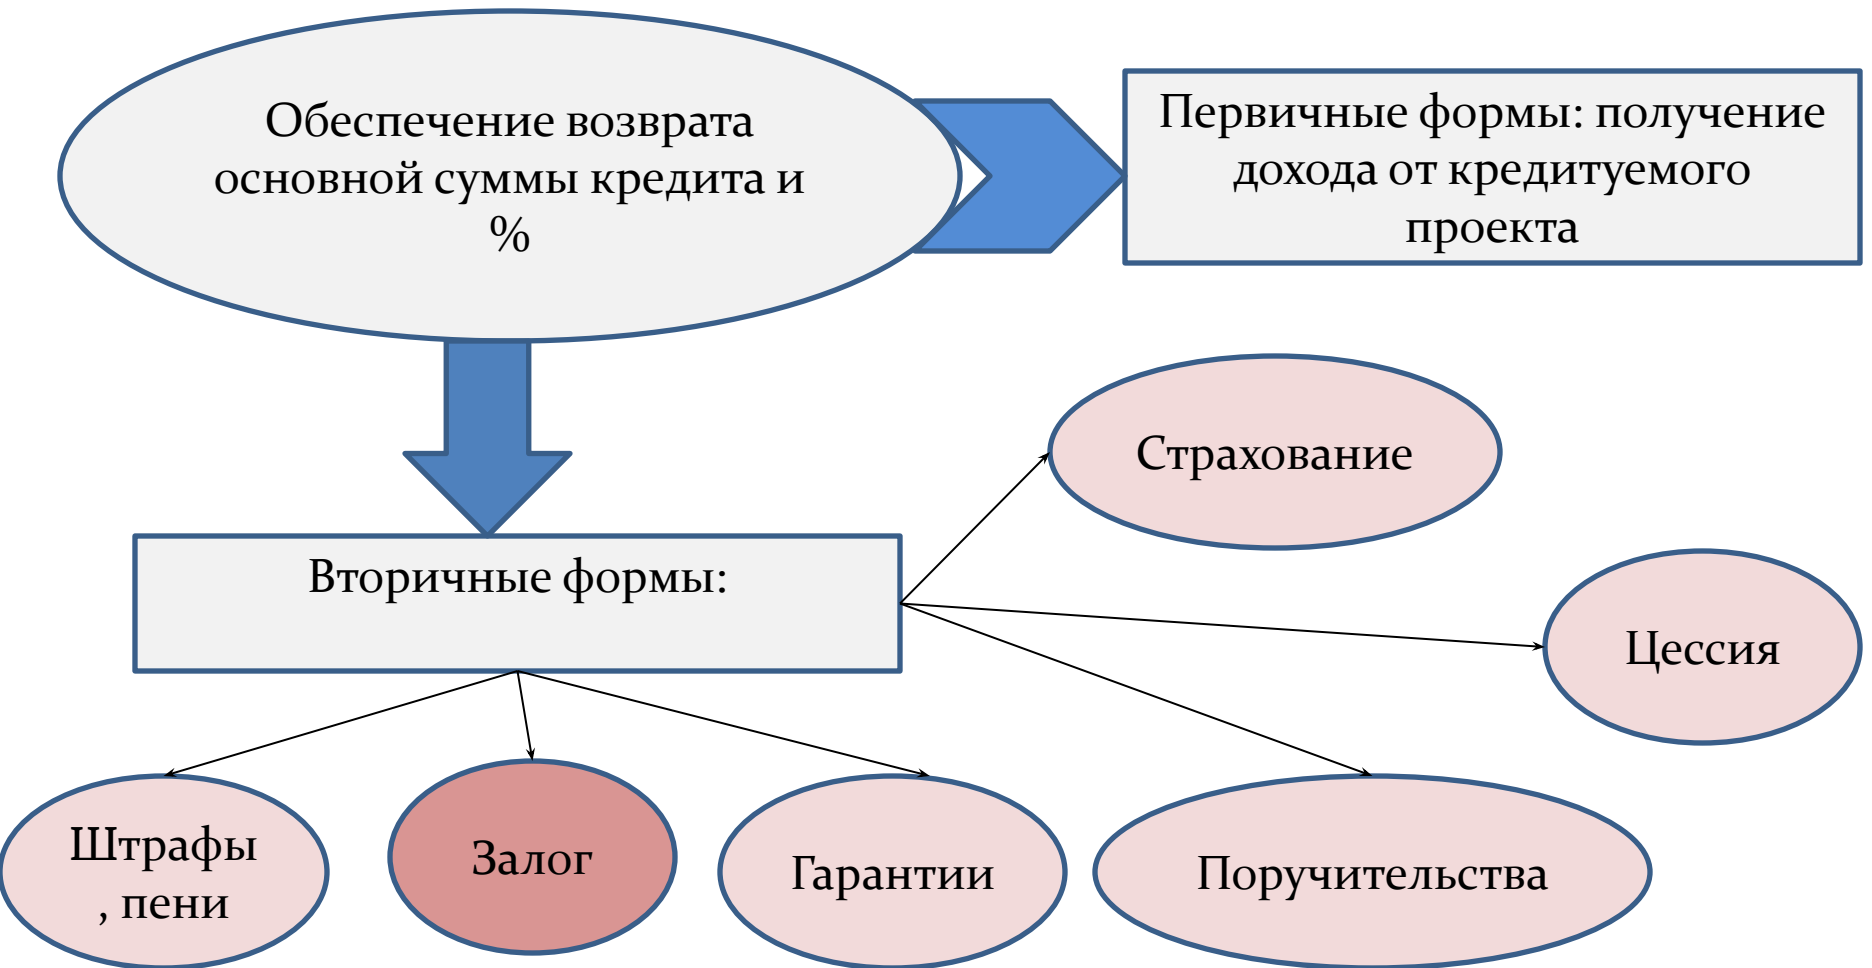 Обеспечение возврата
основной суммы кредита и
%
Первичные формы: получение
дохода от кредитуемого
проекта
Страхование
Вторичные формы:
Цессия
Штрафы
, пени
Залог
Гарантии
Поручительства